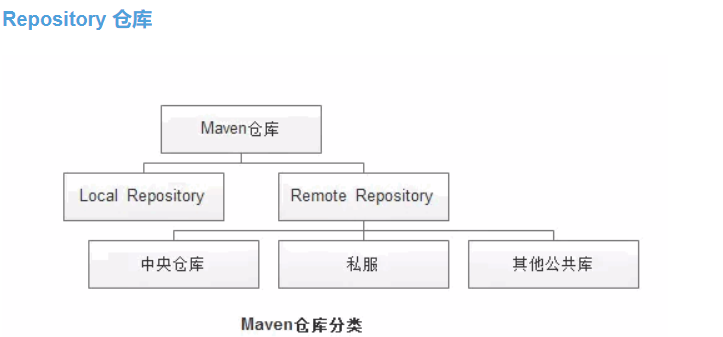 Repository 仓库
Maven仓库
Local Repository
Remote Repository
中央仓库
私服
其他公共库
Maven仓库分类